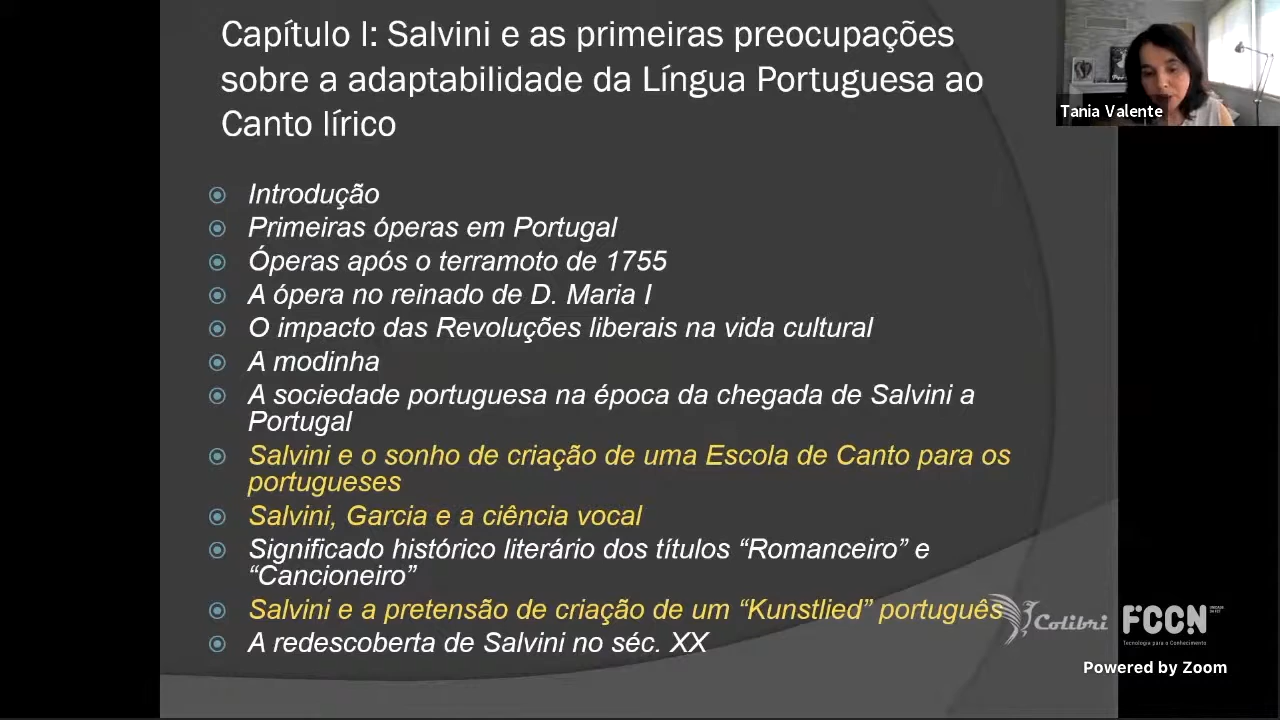 Capítulo I: Salvini e as primeiras preocupações
sobre a adaptabilidade da Língua Portuguesa ao
Canto lírico
Tania Valente
Introdução
Primeiras óperas em Portugal
Óperas após o terramoto de 1755
A ópera no reinado de D. Maria I
O impacto das Revoluções liberais na vida cultural
A modinha
A sociedade portuguesa na época da chegada de Salvini a
Portugal
Salvini e o sonho de criação de uma Escola de Canto para os
portugueses
Salvini, Garcia e a ciência vocal
Significado histórico literário dos títulos “Romanceiro” e
“Cancioneiro”
Salvini e a pretensão de criação de um “Kunstlied” português
A redescoberta de Salvini no séc. XX
Colibri
FCCN
Tecnologia para o Conhecimento
Powered by Zoom